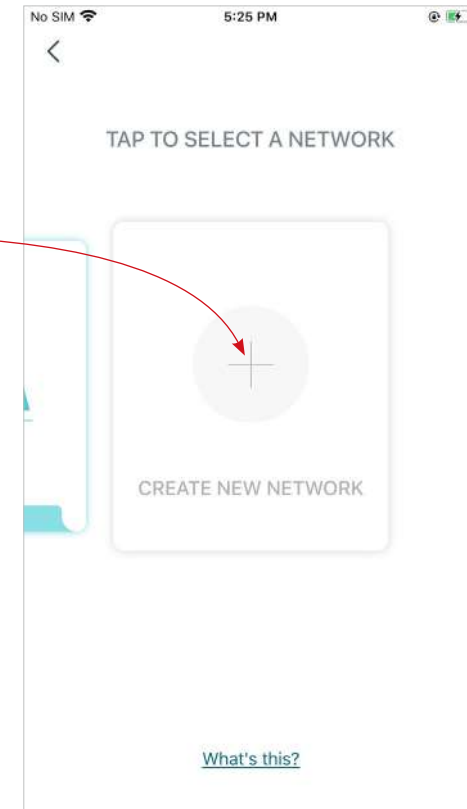 No SIM 5:25 PM
TAP TO SELECT A NETWORK
CREATE NEW NETWORK
What's this?